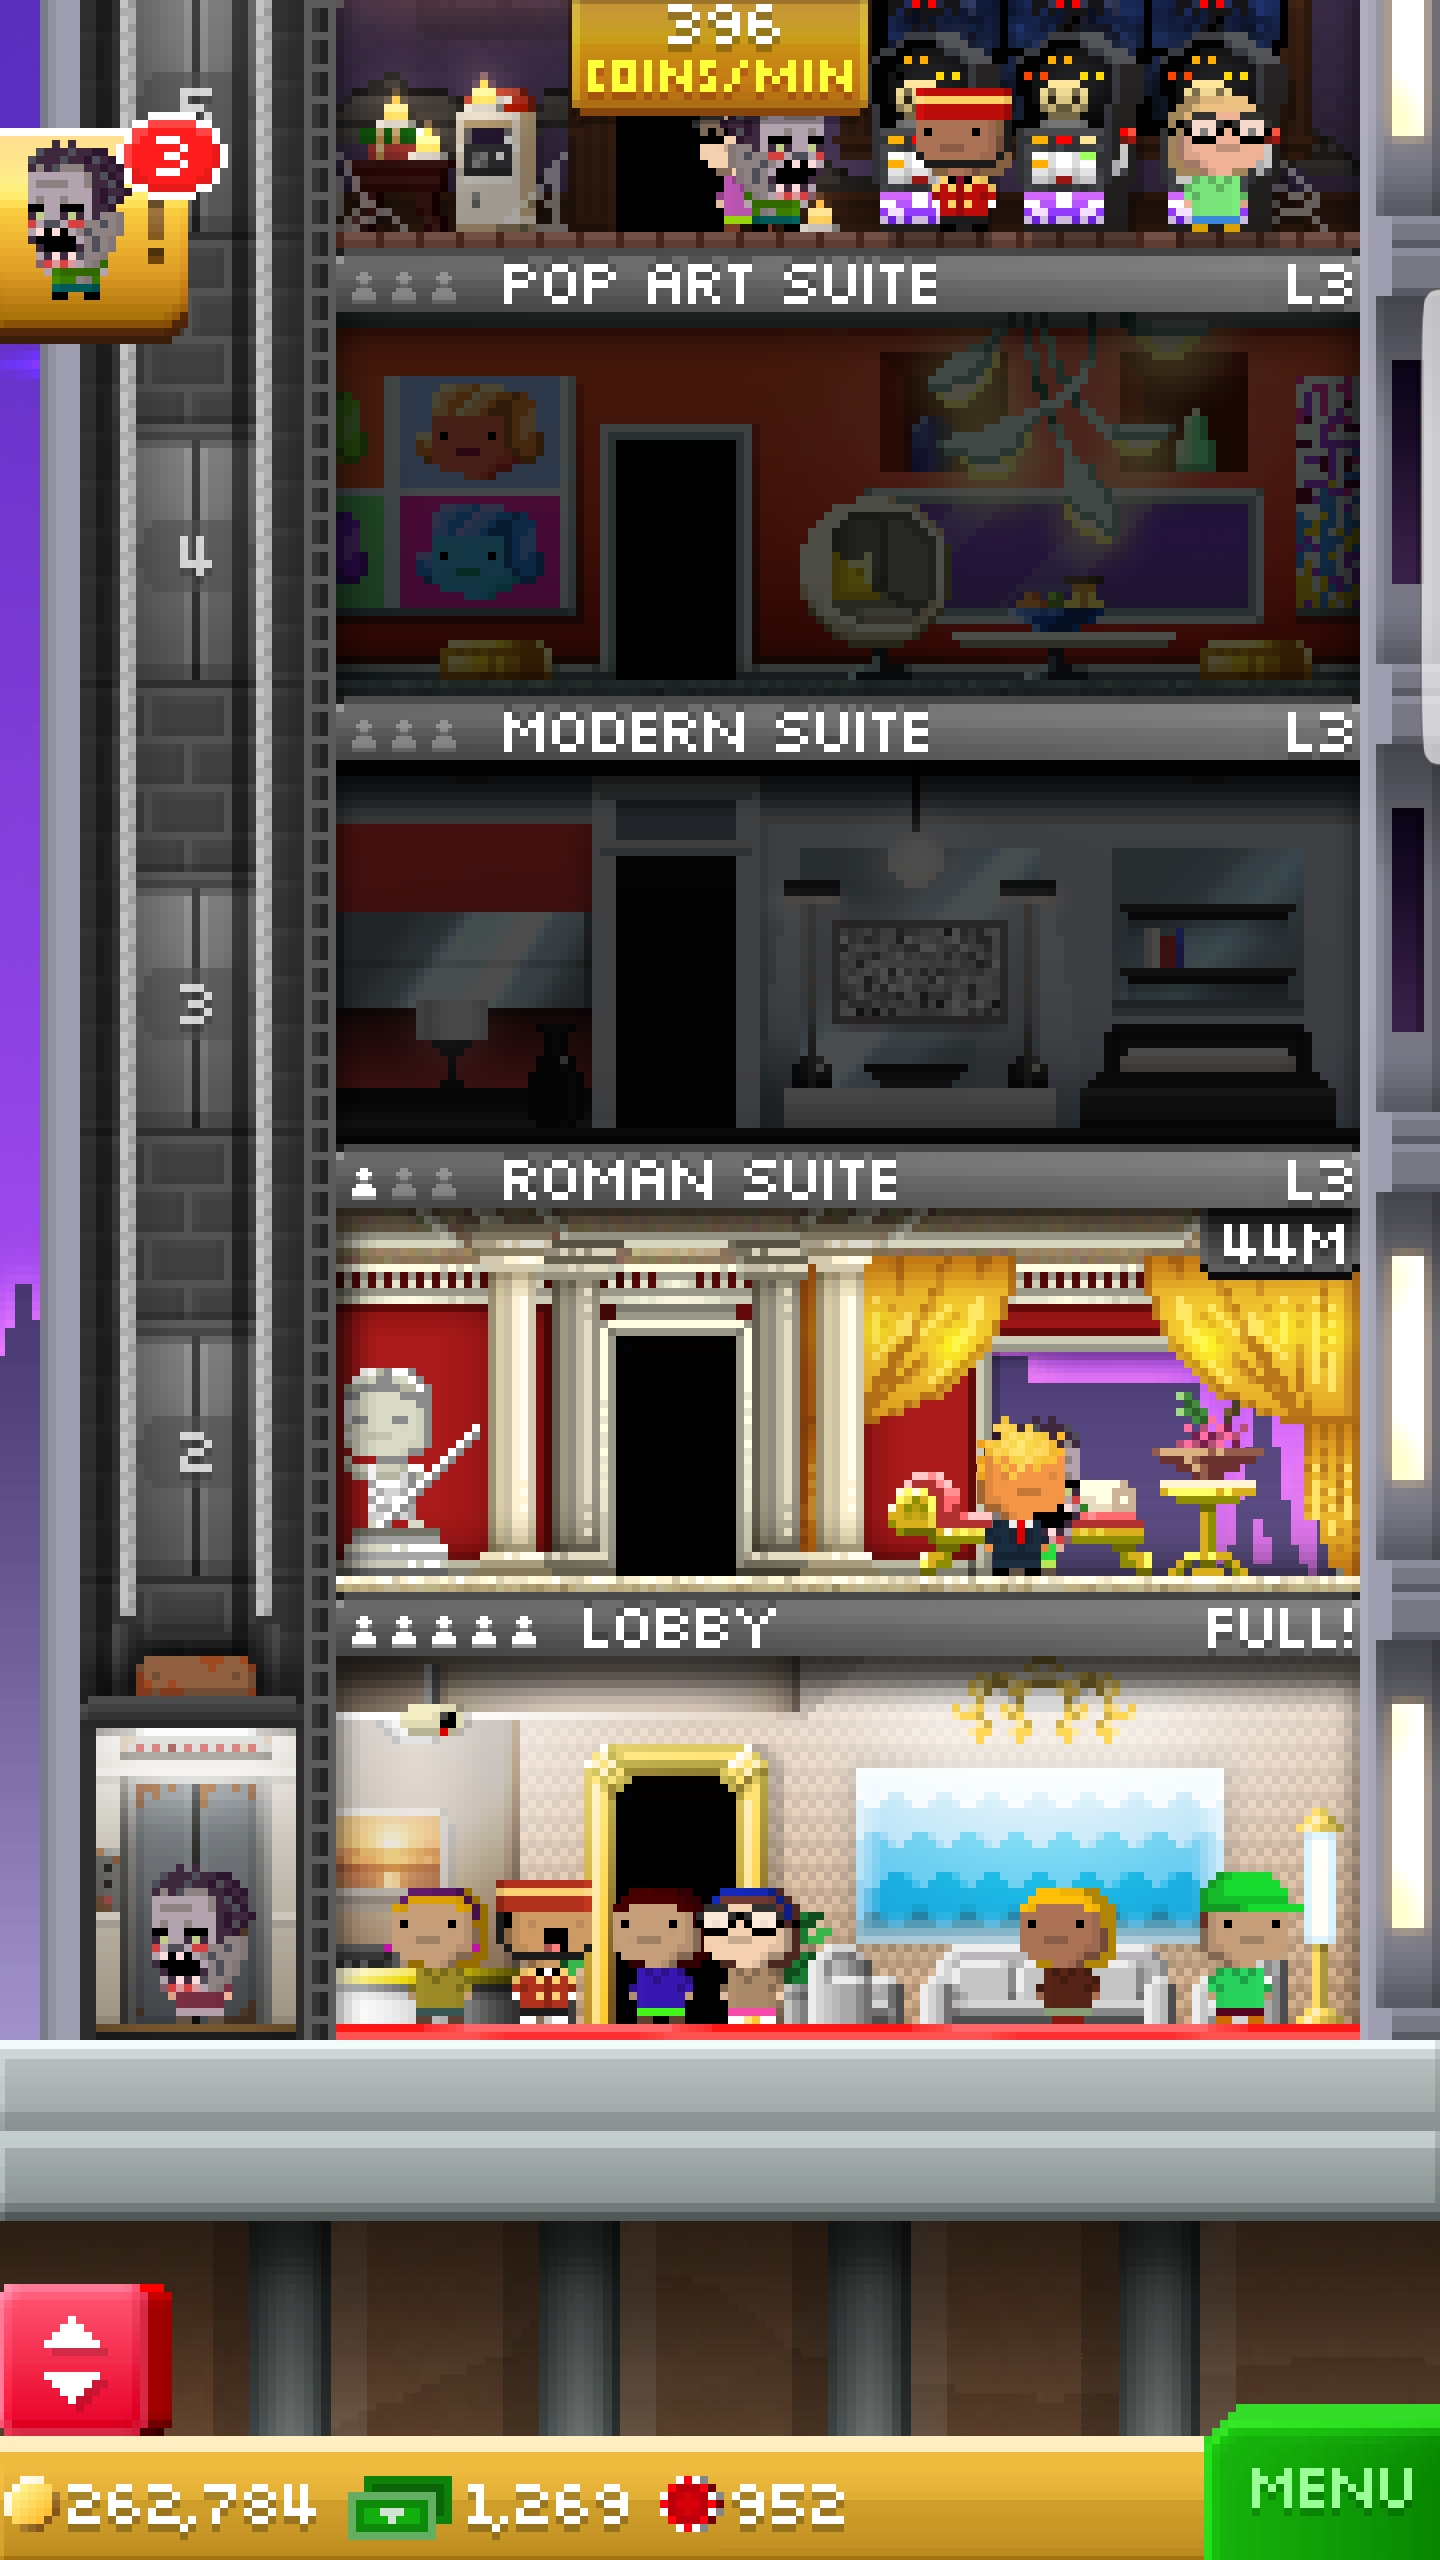 396
COINS/MIN
5
3
!
POP ART SUITE L3
4
MODERN SUITE L3
3
ROMAN SUITE L3
44M
2
LOBBY FULL!
262,784 1,269 952
MENU